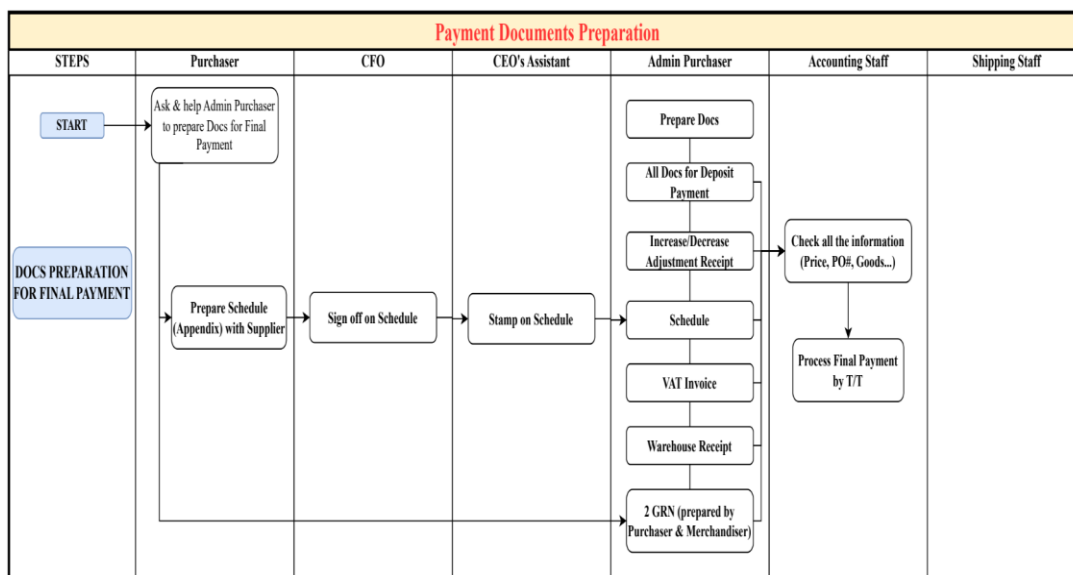 Payment Documents Preparation
STEPS
Purchaser
CFO
CEO's Assistant
Admin Purchaser
Accounting Staff
Shipping Staff
START
Ask & help Admin Purchaser
to prepare Docs for Final
Payment
Prepare Docs
All Docs for Deposit
Payment
DOCS PREPARATION
FOR FINAL PAYMENT
Increase/Decrease
Adjustment Receipt
Check all the information
(Price, PO#, Goods...)
Prepare Schedule
(Appendix) with Supplier
Sign off on Schedule
Stamp on Schedule
Schedule
Process Final Payment
by T/T
VAT Invoice
Warehouse Receipt
2 GRN (prepared by
Purchaser & Merchandiser)